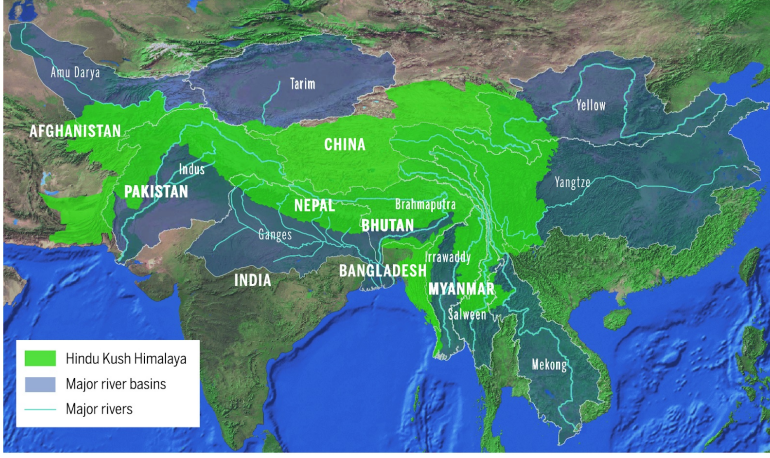 Amu Darya
Tarim
Yellow
AFGHANISTAN
CHINA
Indus
PAKISTAN
Yangtze
NEPAL
Brahmaputra
BHUTAN
Ganges
Irrawaddy
BANGLADESH
INDIA
MYANMAR
Salween
Mekong
Hindu Kush Himalaya
Major river basins
Major rivers